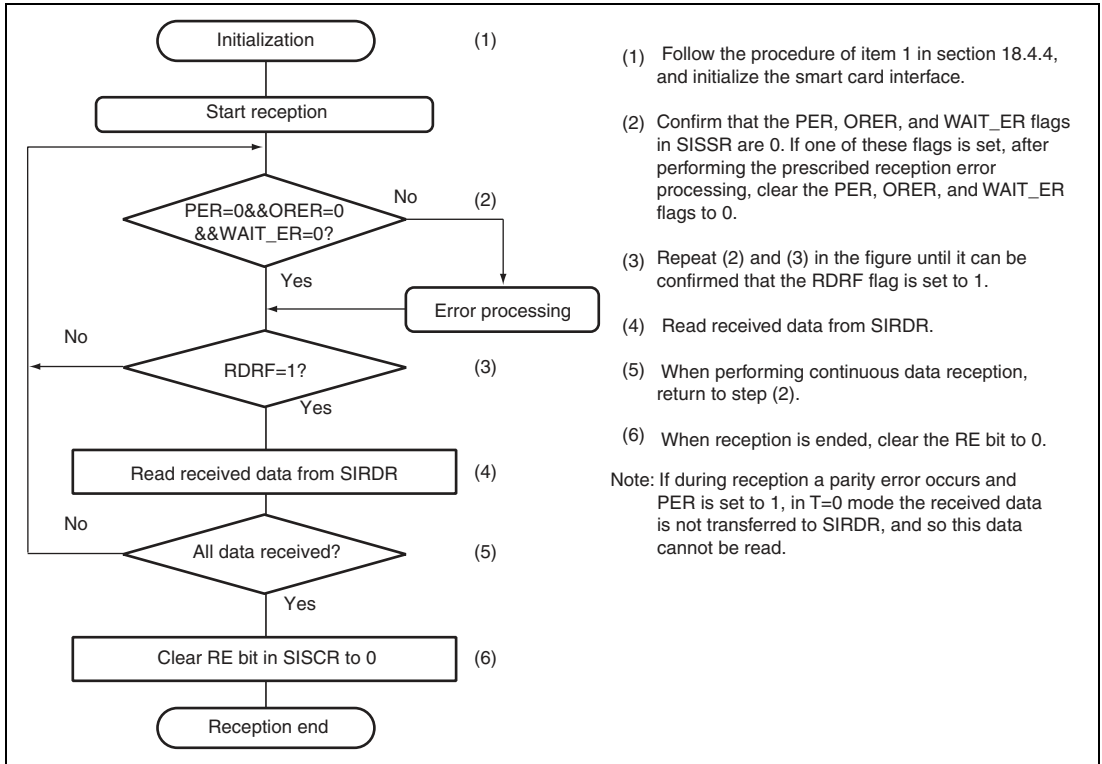 Initialization
(1)
Start reception
PER=0&&ORER=0
&&WAIT_ER=0?
No
(2)
Yes
Error processing
No
RDRF=1?
(3)
Yes
Read received data from SIRDR
(4)
No
All data received?
(5)
Yes
Clear RE bit in SISCR to 0
(6)
Reception end
(1) Follow the procedure of item 1 in section 18.4.4,
and initialize the smart card interface.
(2) Confirm that the PER, ORER, and WAIT_ER flags
in SISSR are 0. If one of these flags is set, after
performing the prescribed reception error
processing, clear the PER, ORER, and WAIT_ER
flags to 0.
(3) Repeat (2) and (3) in the figure until it can be
confirmed that the RDRF flag is set to 1.
(4) Read received data from SIRDR.
(5) When performing continuous data reception,
return to step (2).
(6) When reception is ended, clear the RE bit to 0.
Note: If during reception a parity error occurs and
PER is set to 1, in T=0 mode the received data
is not transferred to SIRDR, and so this data
cannot be read.